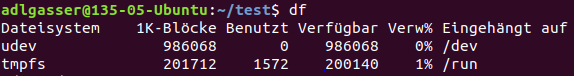 adlgasser@135-05-Ubuntu:~/test$ df
Dateisystem 1K-Blöcke Benutzt Verfügbar Verw% Eingehängt auf
udev 986068 0 986068 0% /dev
tmpfs 201712 1572 200140 1% /run